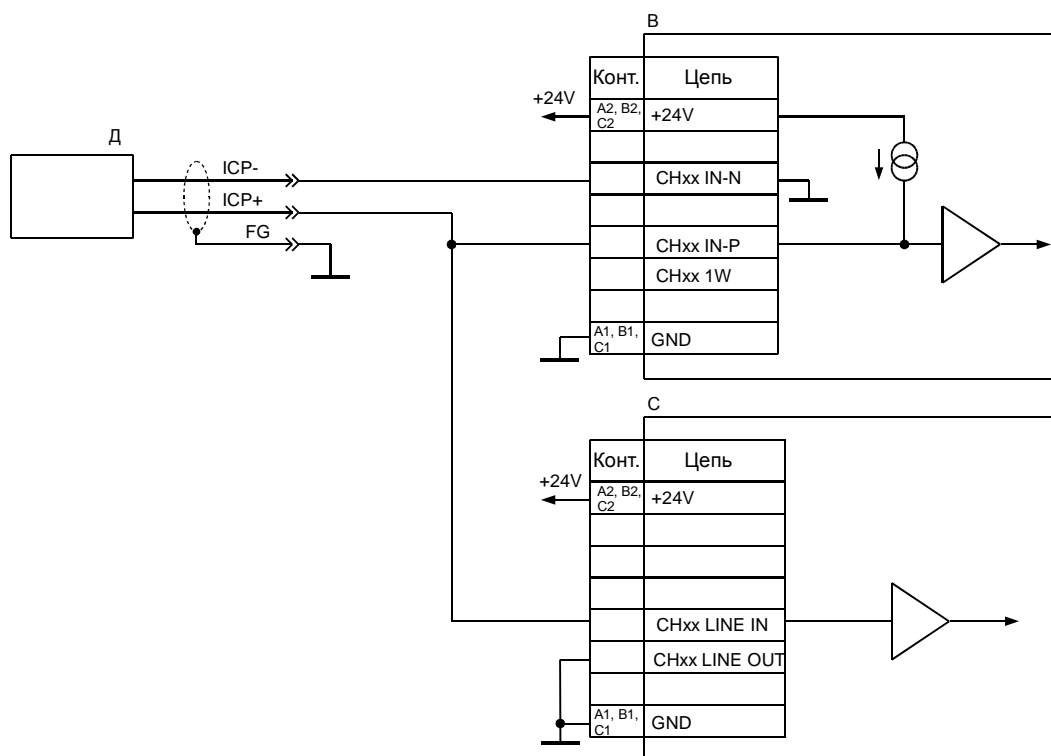 В
Конт. Цепь
+24V
A2, B2,
C2
+24V
Д
ICP-
CHxx IN-N
ICP+
FG
CHxx IN-P
CHxx 1W
A1, B1,
C1
GND
С
Конт. Цепь
+24V
A2, B2,
C2
+24V
CHxx LINE IN
CHxx LINE OUT
A1, B1,
C1
GND